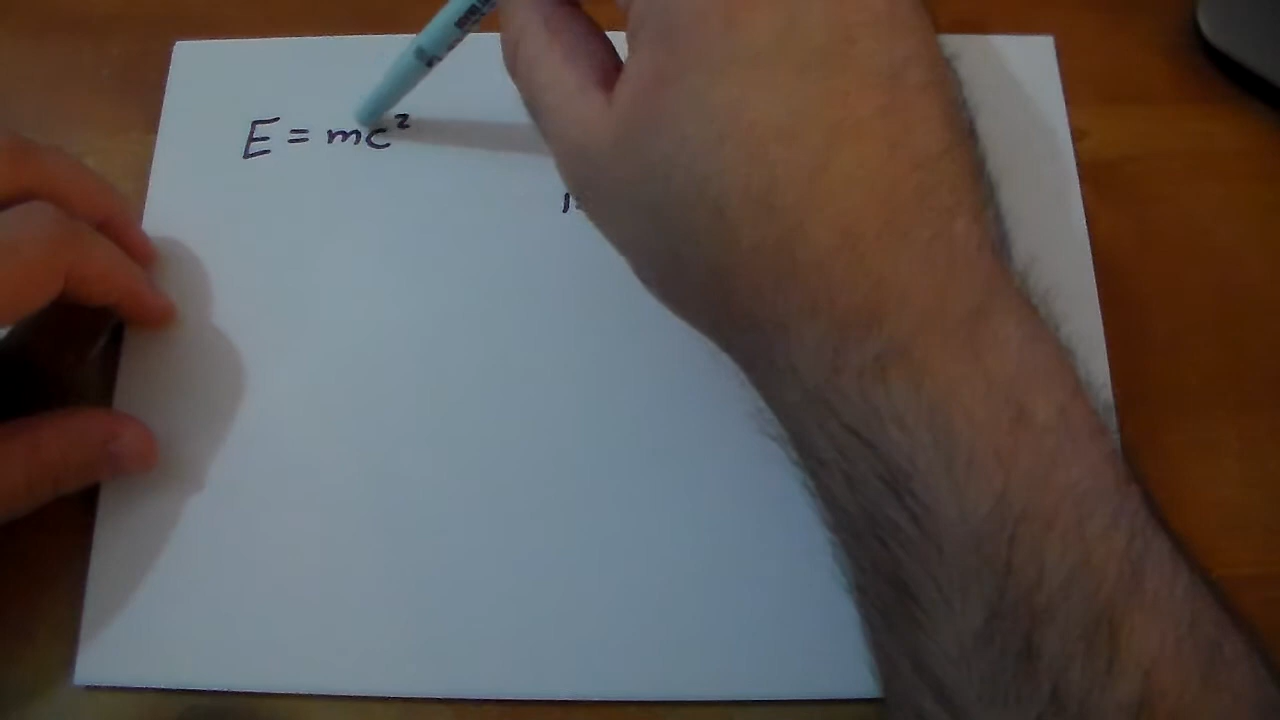 E = mc²